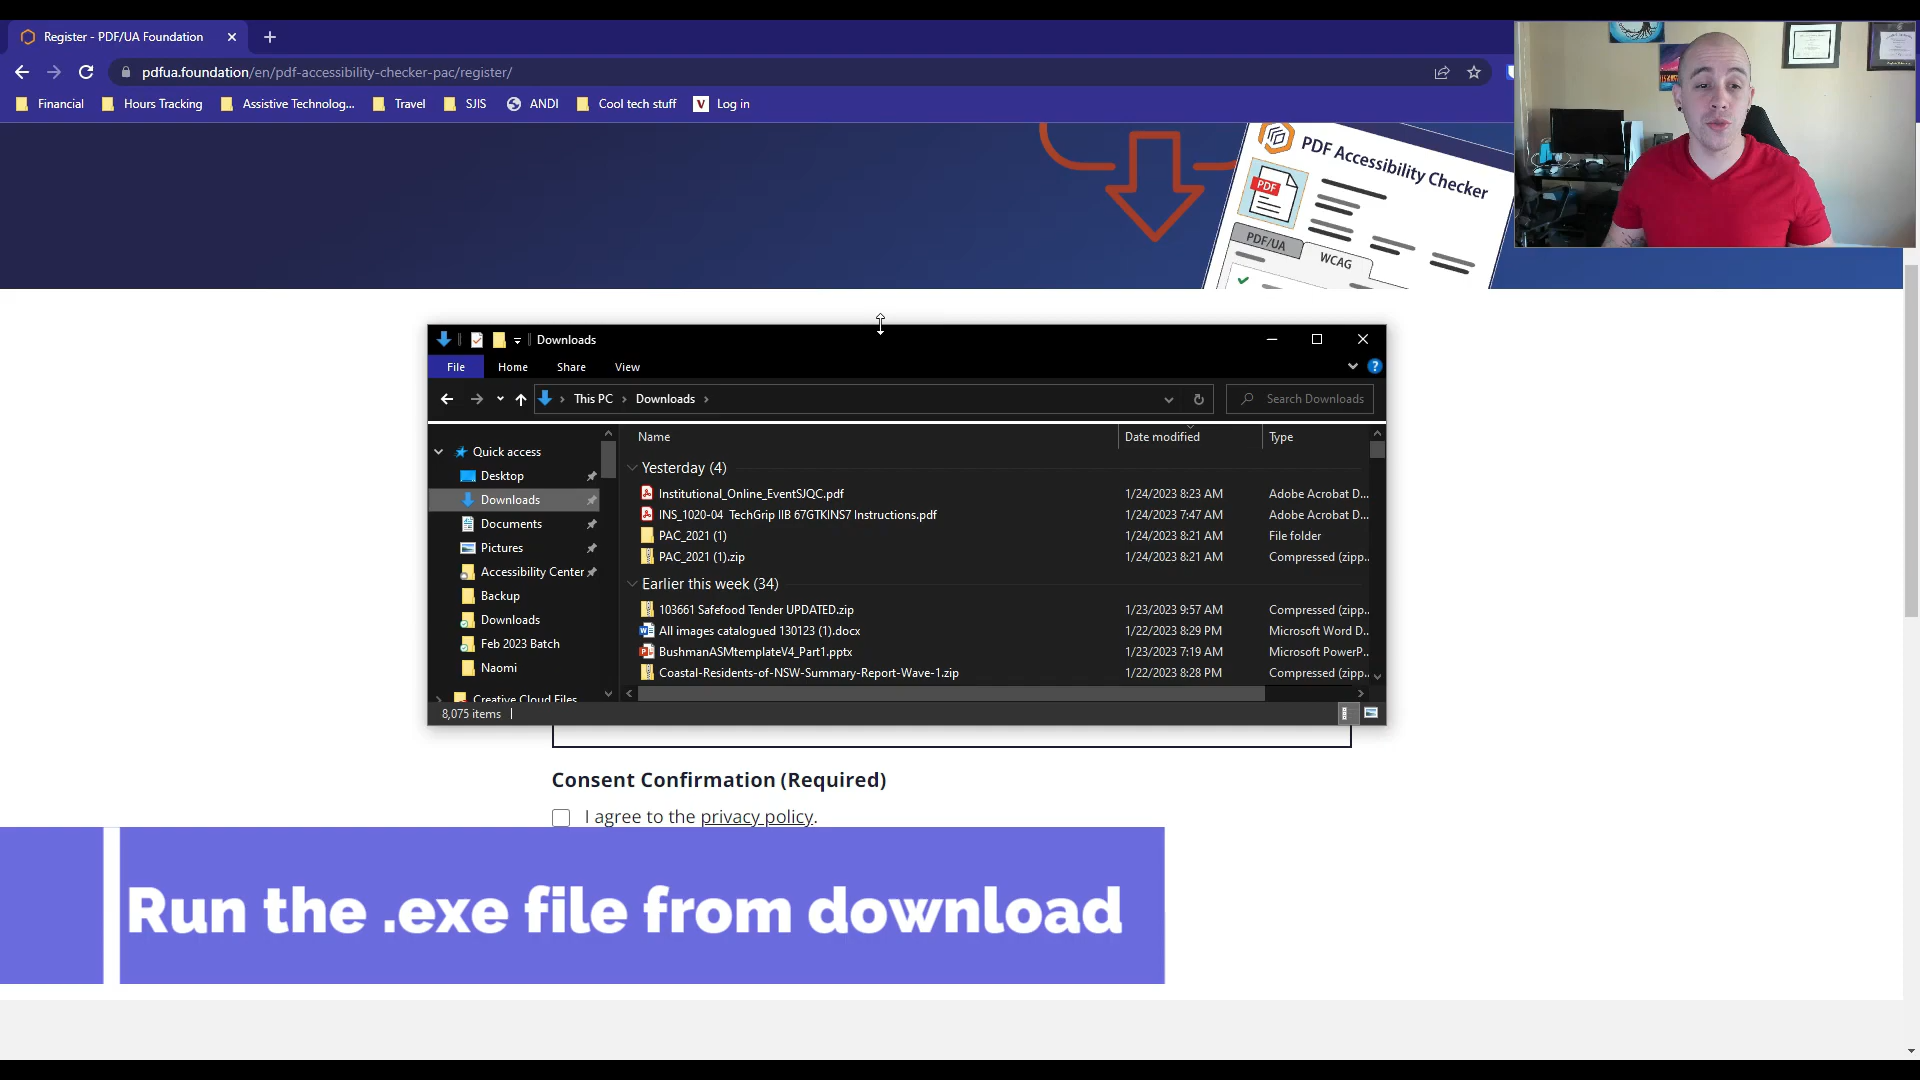 Register - PDF/UA Foundation
pdfua.foundation/en/pdf-accessibility-checker-pac/register/
Financial
Hours Tracking
Assistive Technolog...
Travel
SJIS
ANDI
Cool tech stuff
V
Log in
PDF Accessibility Checker
PDF
PDF/UA
WCAG
Downloads
File
Home
Share
View
?
This PC
Downloads
Search Downloads
Name
Date modified
Type
Quick access
Desktop
Downloads
Documents
Pictures
Accessibility Center
Backup
Downloads
Feb 2023 Batch
Naomi
Creative Cloud Files
Yesterday (4)
Institutional_Online_EventSJQC.pdf 1/24/2023 8:23 AM Adobe Acrobat D...
INS_1020-04 TechGrip IIB 67GTKINS7 Instructions.pdf 1/24/2023 7:47 AM Adobe Acrobat D...
PAC_2021 (1) 1/24/2023 8:21 AM File folder
PAC_2021 (1).zip 1/24/2023 8:21 AM Compressed (zipp...
Earlier this week (34)
103661 Safefood Tender UPDATED.zip 1/23/2023 9:57 AM Compressed (zipp...
All images catalogued 130123 (1).docx 1/22/2023 8:29 PM Microsoft Word D...
BushmanASMtemplateV4_Part1.pptx 1/23/2023 7:19 AM Microsoft PowerP...
Coastal-Residents-of-NSW-Summary-Report-Wave-1.zip 1/22/2023 8:28 PM Compressed (zipp...
8,075 items
Consent Confirmation (Required)
I agree to the privacy policy.
Run the .exe file from download